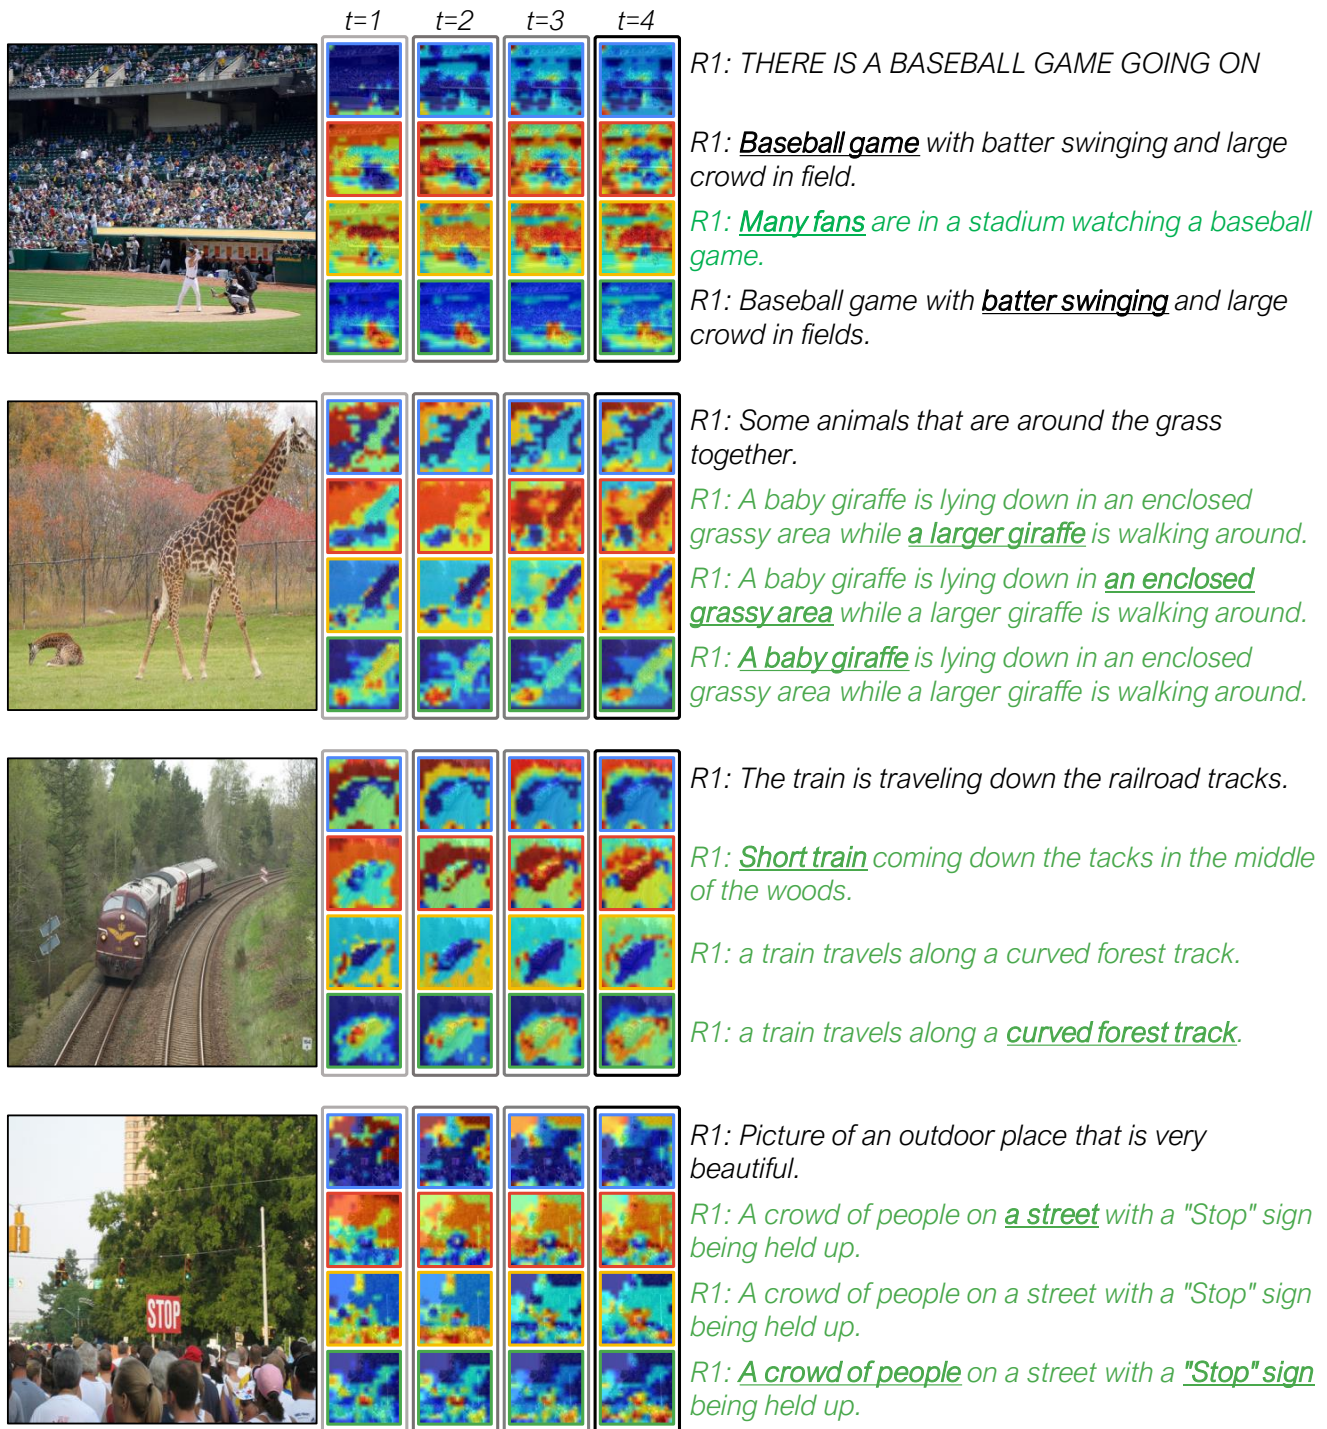 t=1 t=2 t=3 t=4
R1: THERE IS A BASEBALL GAME GOING ON
R1: Baseball game with batter swinging and large
crowd in field.
R1: Many fans are in a stadium watching a baseball
game.
R1: Baseball game with batter swinging and large
crowd in fields.
R1: Some animals that are around the grass
together.
R1: A baby giraffe is lying down in an enclosed
grassy area while a larger giraffe is walking around.
R1: A baby giraffe is lying down in an enclosed
grassy area while a larger giraffe is walking around.
R1: A baby giraffe is lying down in an enclosed
grassy area while a larger giraffe is walking around.
R1: The train is traveling down the railroad tracks.
R1: Short train coming down the tacks in the middle
of the woods.
R1: a train travels along a curved forest track.
R1: a train travels along a curved forest track.
STOP
R1: Picture of an outdoor place that is very
beautiful.
R1: A crowd of people on a street with a "Stop" sign
being held up.
R1: A crowd of people on a street with a "Stop" sign
being held up.
R1: A crowd of people on a street with a "Stop" sign
being held up.